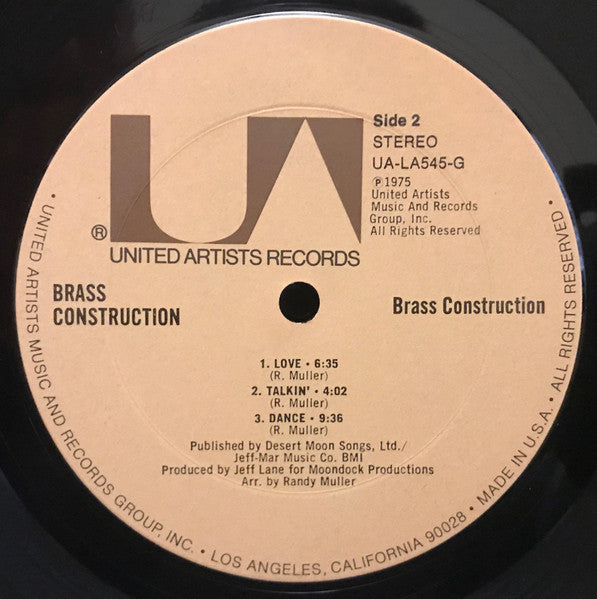 UA
®
UNITED ARTISTS RECORDS
Side 2
STEREO
UA-LA545-G
℗1975
United Artists
Music And Records
Group, Inc.
All Rights Reserved
BRASS
CONSTRUCTION
Brass Construction
1. LOVE • 6:35
(R. Muller)
2. TALKIN' • 4:02
(R. Muller)
3. DANCE • 9:36
(R. Muller)
Published by Desert Moon Songs, Ltd./
Jeff-Mar Music Co. BMI
Produced by Jeff Lane for Moondock Productions
Arr. by Randy Muller
• UNITED ARTISTS MUSIC AND RECORDS GROUP, INC. • LOS ANGELES, CALIFORNIA 90028 • MADE IN U.S.A. • ALL RIGHTS RESERVED •